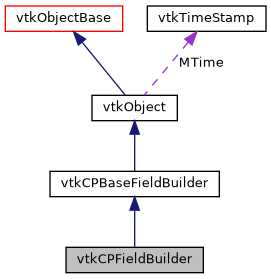 vtkObjectBase
vtkTimeStamp
MTime
vtkObject
vtkCPBaseFieldBuilder
vtkCPFieldBuilder